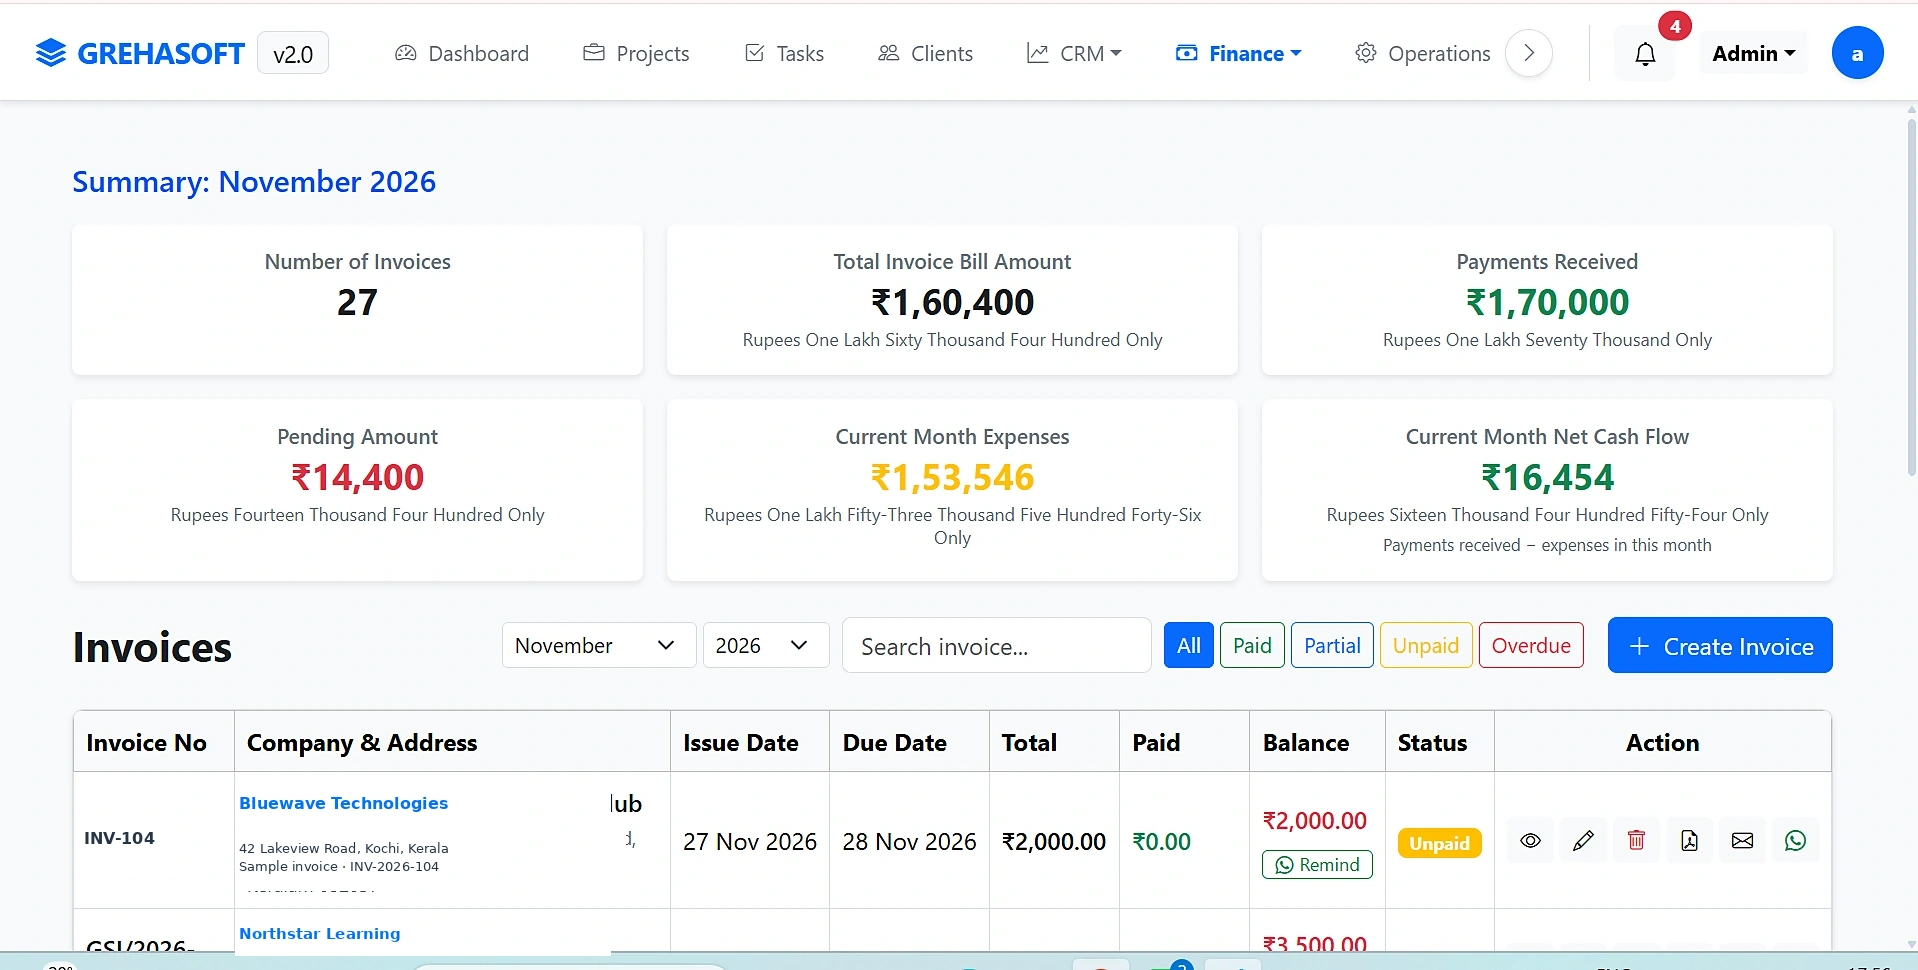 GREHASOFT v2.0 Dashboard Projects Tasks Clients CRM Finance Operations 4 Admin a
Summary: November 2026
Number of Invoices
27
Total Invoice Bill Amount
₹1,60,400
Rupees One Lakh Sixty Thousand Four Hundred Only
Payments Received
₹1,70,000
Rupees One Lakh Seventy Thousand Only
Pending Amount
₹14,400
Rupees Fourteen Thousand Four Hundred Only
Current Month Expenses
₹1,53,546
Rupees One Lakh Fifty-Three Thousand Five Hundred Forty-Six
Only
Current Month Net Cash Flow
₹16,454
Rupees Sixteen Thousand Four Hundred Fifty-Four Only
Payments received − expenses in this month
Invoices November 2026 Search invoice... All Paid Partial Unpaid Overdue + Create Invoice
Invoice No Company & Address Issue Date Due Date Total Paid Balance Status Action
INV-104
Bluewave Technologies lub
d,
42 Lakeview Road, Kochi, Kerala
Sample invoice · INV-2026-104
27 Nov 2026 28 Nov 2026 ₹2,000.00 ₹0.00 ₹2,000.00
Remind
Unpaid
GSI/2026-
Northstar Learning
₹3,500.00